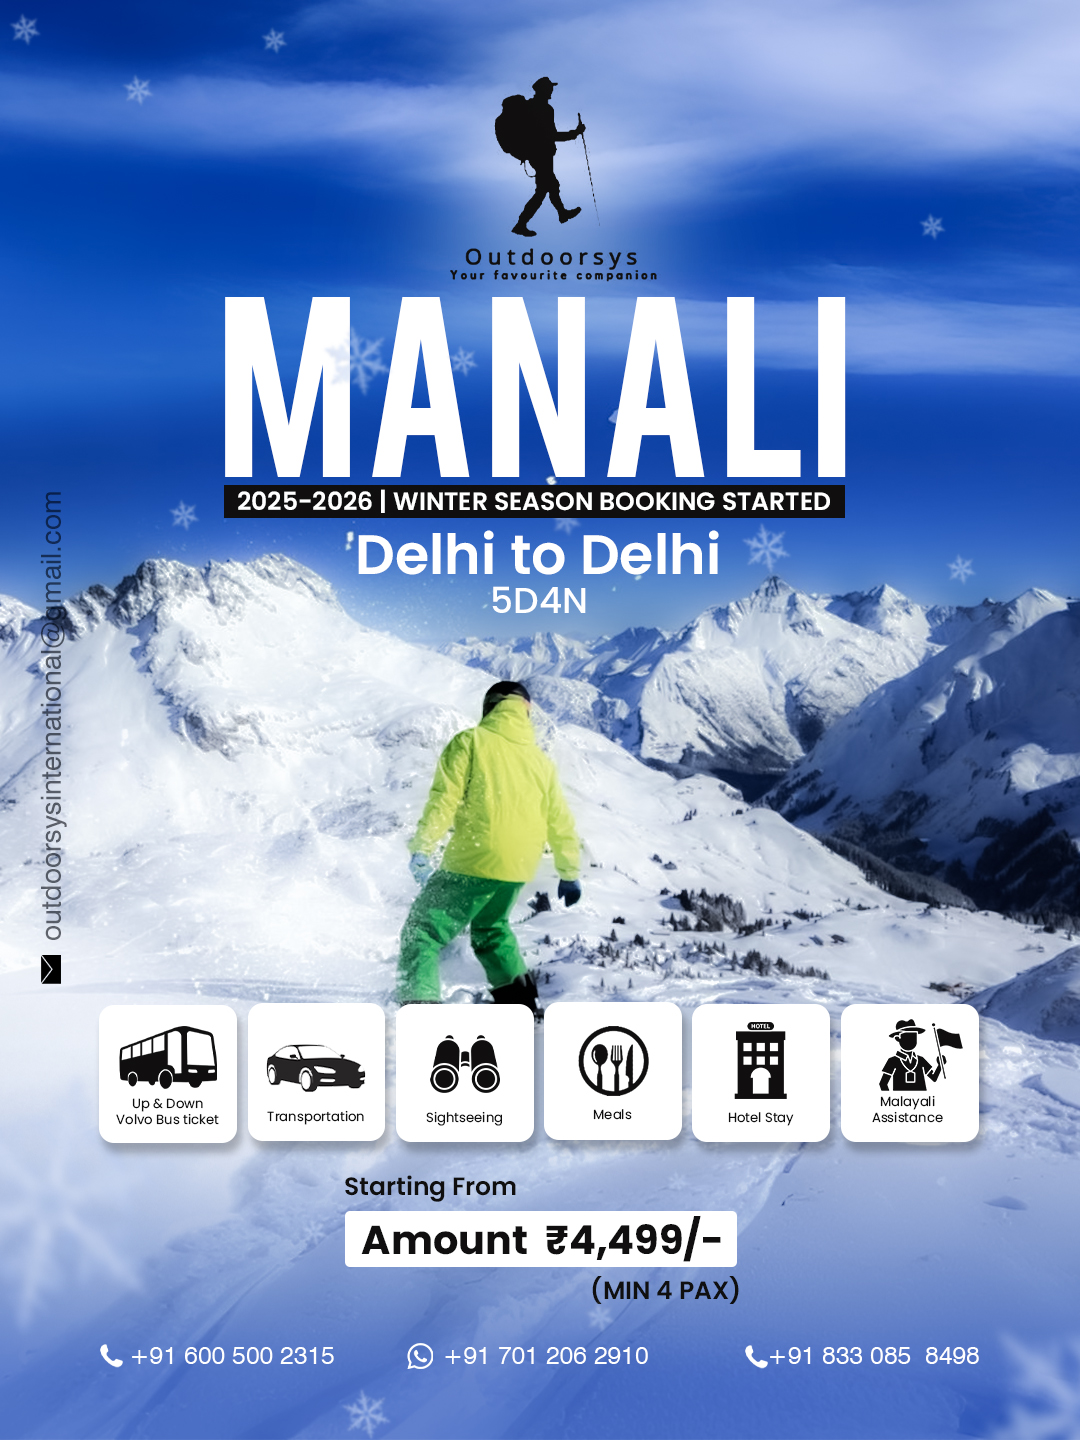 Outdoorsys
Your favourite companion
MANALI
2025-2026 | WINTER SEASON BOOKING STARTED
Delhi to Delhi
5D4N
outdoorsysinternational@gmail.com
Up & Down
Volvo Bus ticket
Transportation
Sightseeing
Meals
HOTEL
Hotel Stay
Malayali
Assistance
Starting From
Amount ₹4,499/-
(MIN 4 PAX)
+91 600 500 2315
+91 701 206 2910
+91 833 085 8498